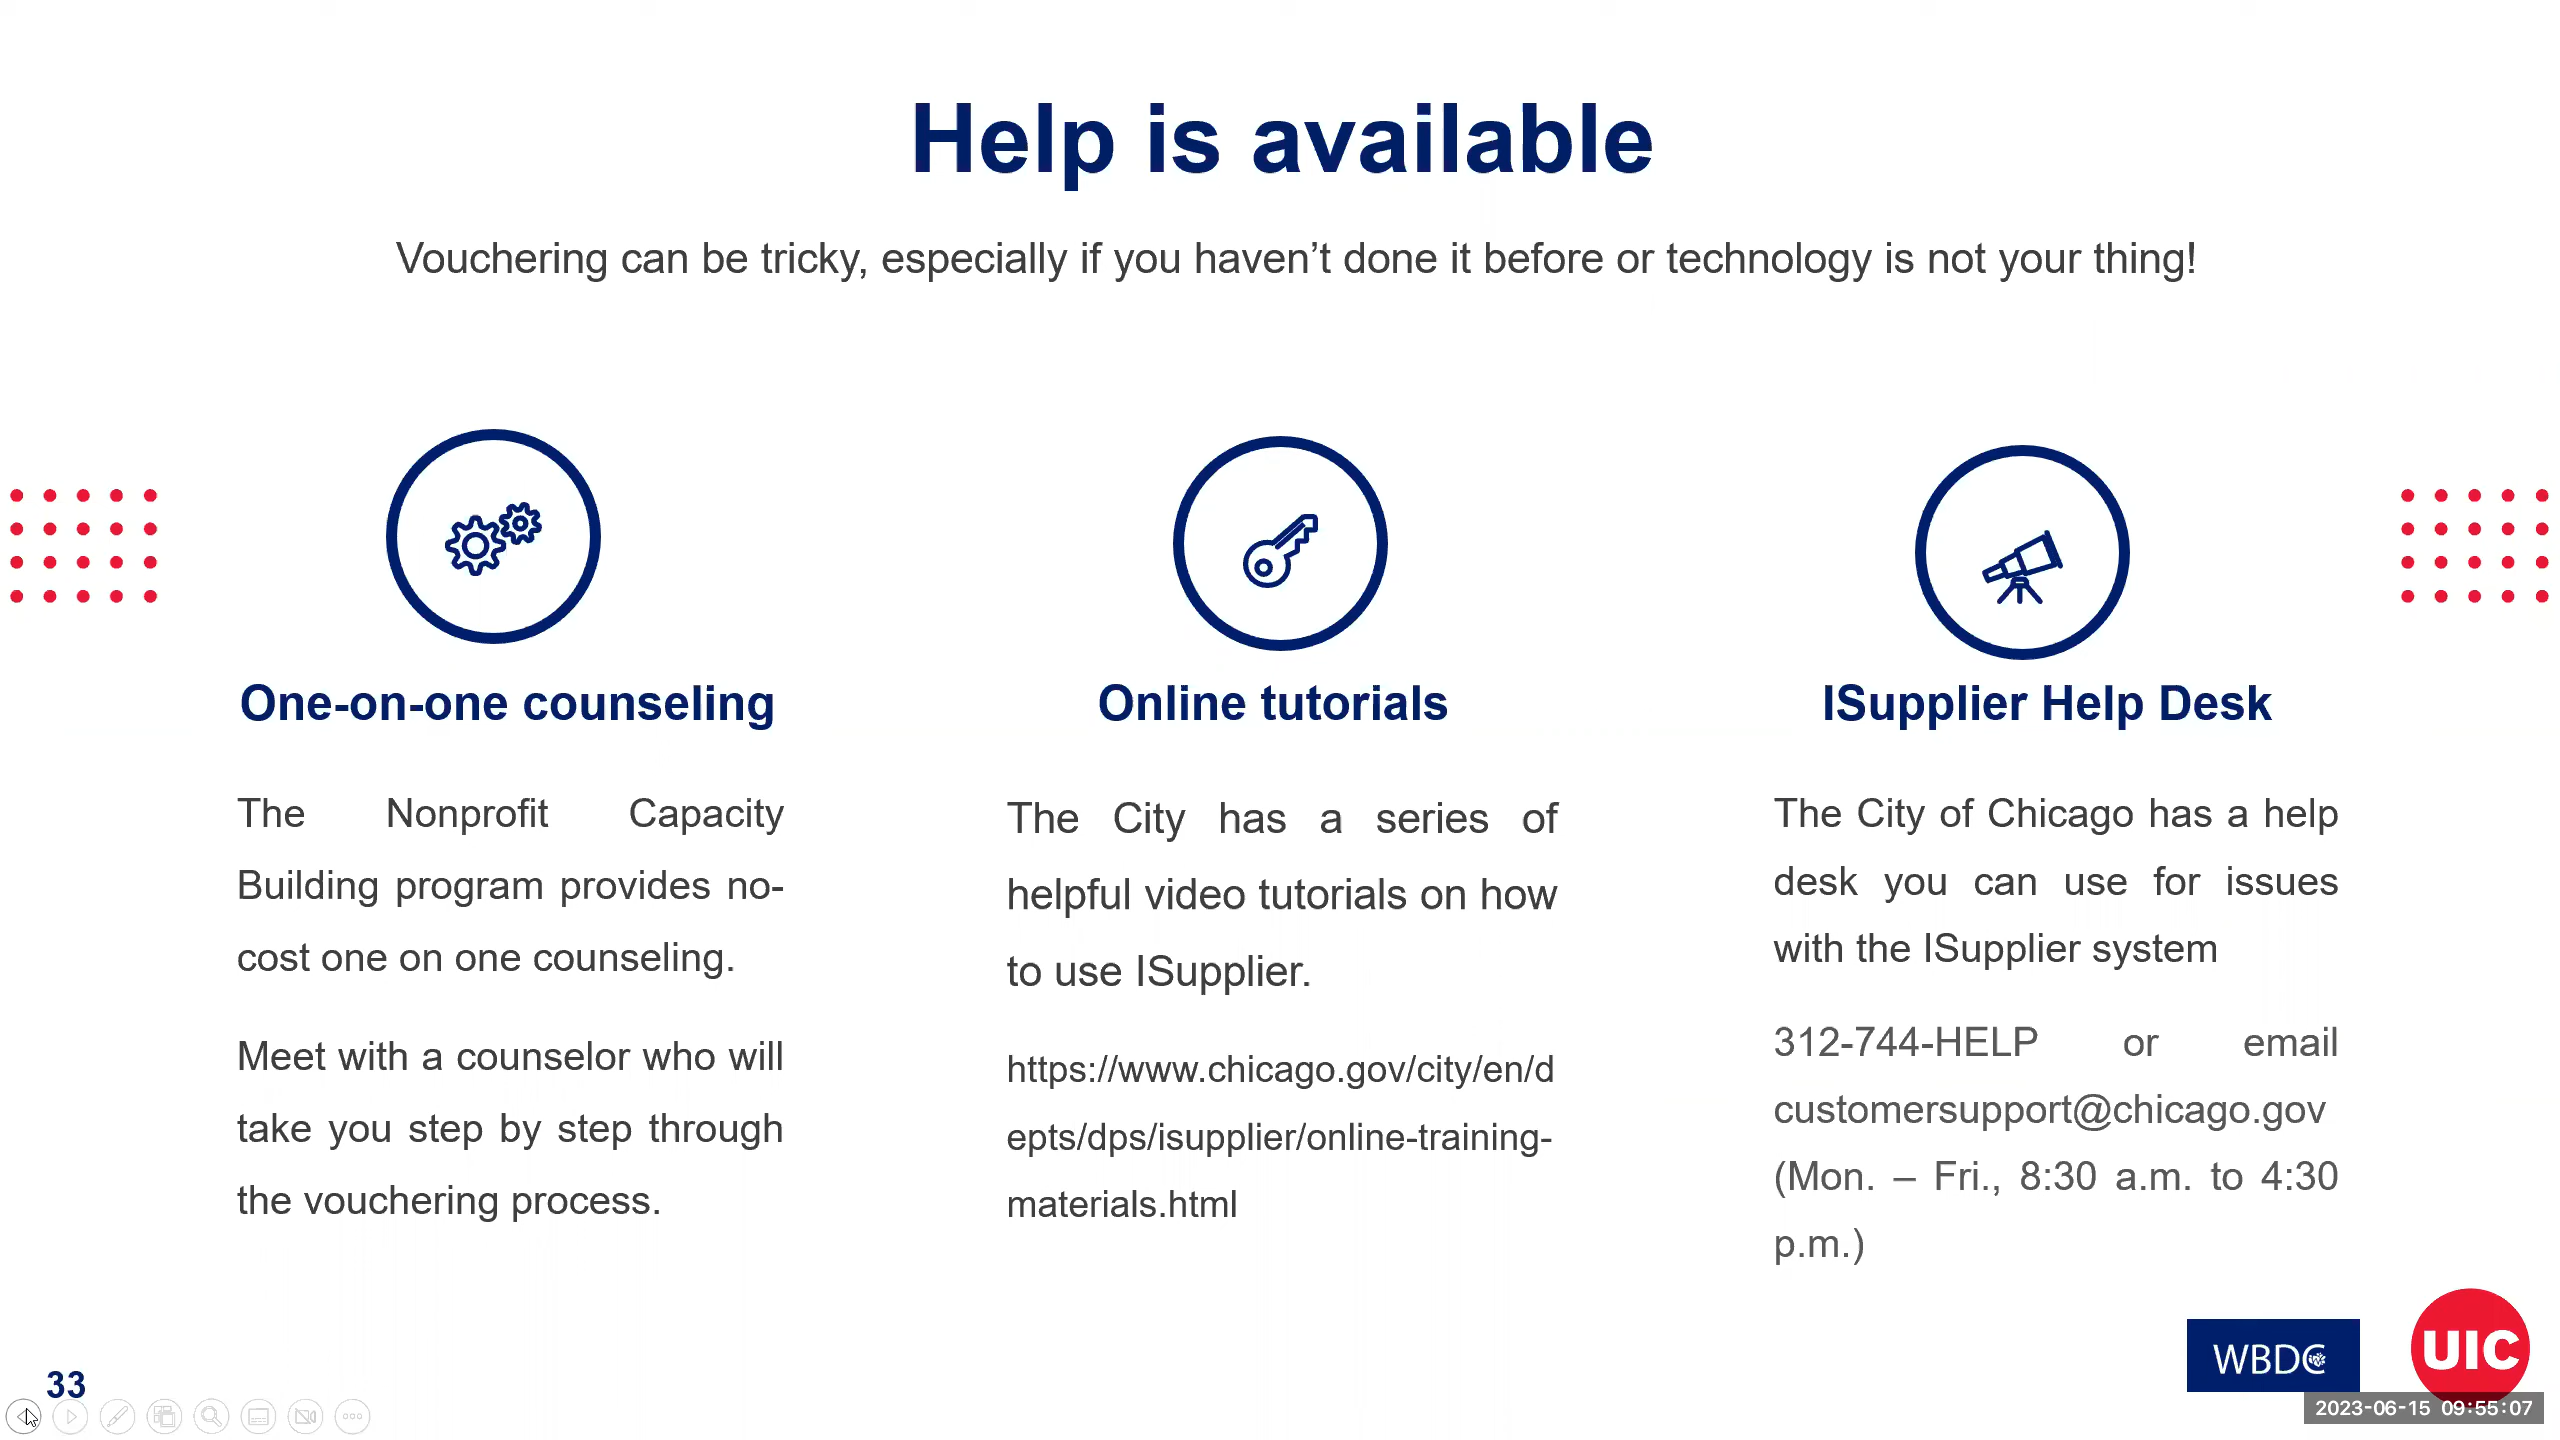 Help is available
Vouchering can be tricky, especially if you haven’t done it before or technology is not your thing!
One-on-one counseling
The Nonprofit Capacity
Building program provides no-
cost one on one counseling.
Meet with a counselor who will
take you step by step through
the vouchering process.
Online tutorials
The City has a series of
helpful video tutorials on how
to use ISupplier.
https://www.chicago.gov/city/en/d
epts/dps/isupplier/online-training-
materials.html
ISupplier Help Desk
The City of Chicago has a help
desk you can use for issues
with the ISupplier system
312-744-HELP or email
customersupport@chicago.gov
(Mon. – Fri., 8:30 a.m. to 4:30
p.m.)
33
WBDC
UIC
2023-06-15 09:55:07